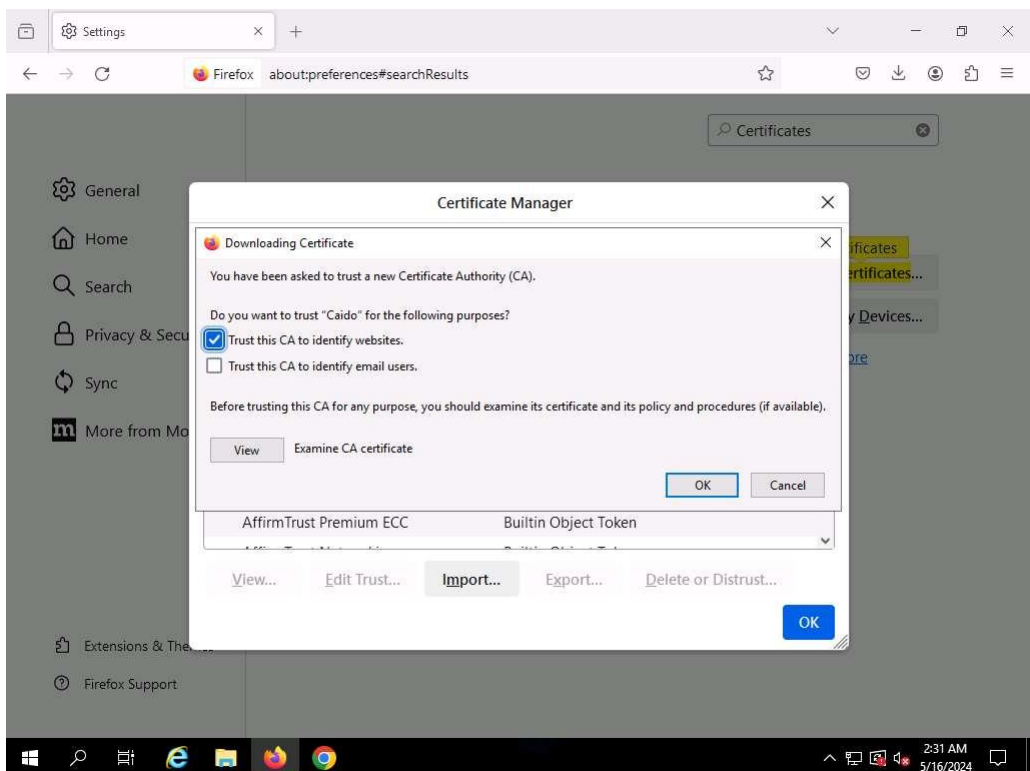 Settings
Firefox about:preferences#searchResults
Certificates
General
Home
Search
Privacy & Secu
Sync
More from Mo
Extensions & The
Firefox Support
Certificate Manager
Downloading Certificate
You have been asked to trust a new Certificate Authority (CA).
Do you want to trust "Caido" for the following purposes?
Trust this CA to identify websites.
Trust this CA to identify email users.
Before trusting this CA for any purpose, you should examine its certificate and its policy and procedures (if available).
View Examine CA certificate
OK Cancel
AffirmTrust Premium ECC Builtin Object Token
View... Edit Trust... Import... Export... Delete or Distrust...
OK
ificates
ertificates...
y Devices...
ore
2:31 AM
5/16/2024